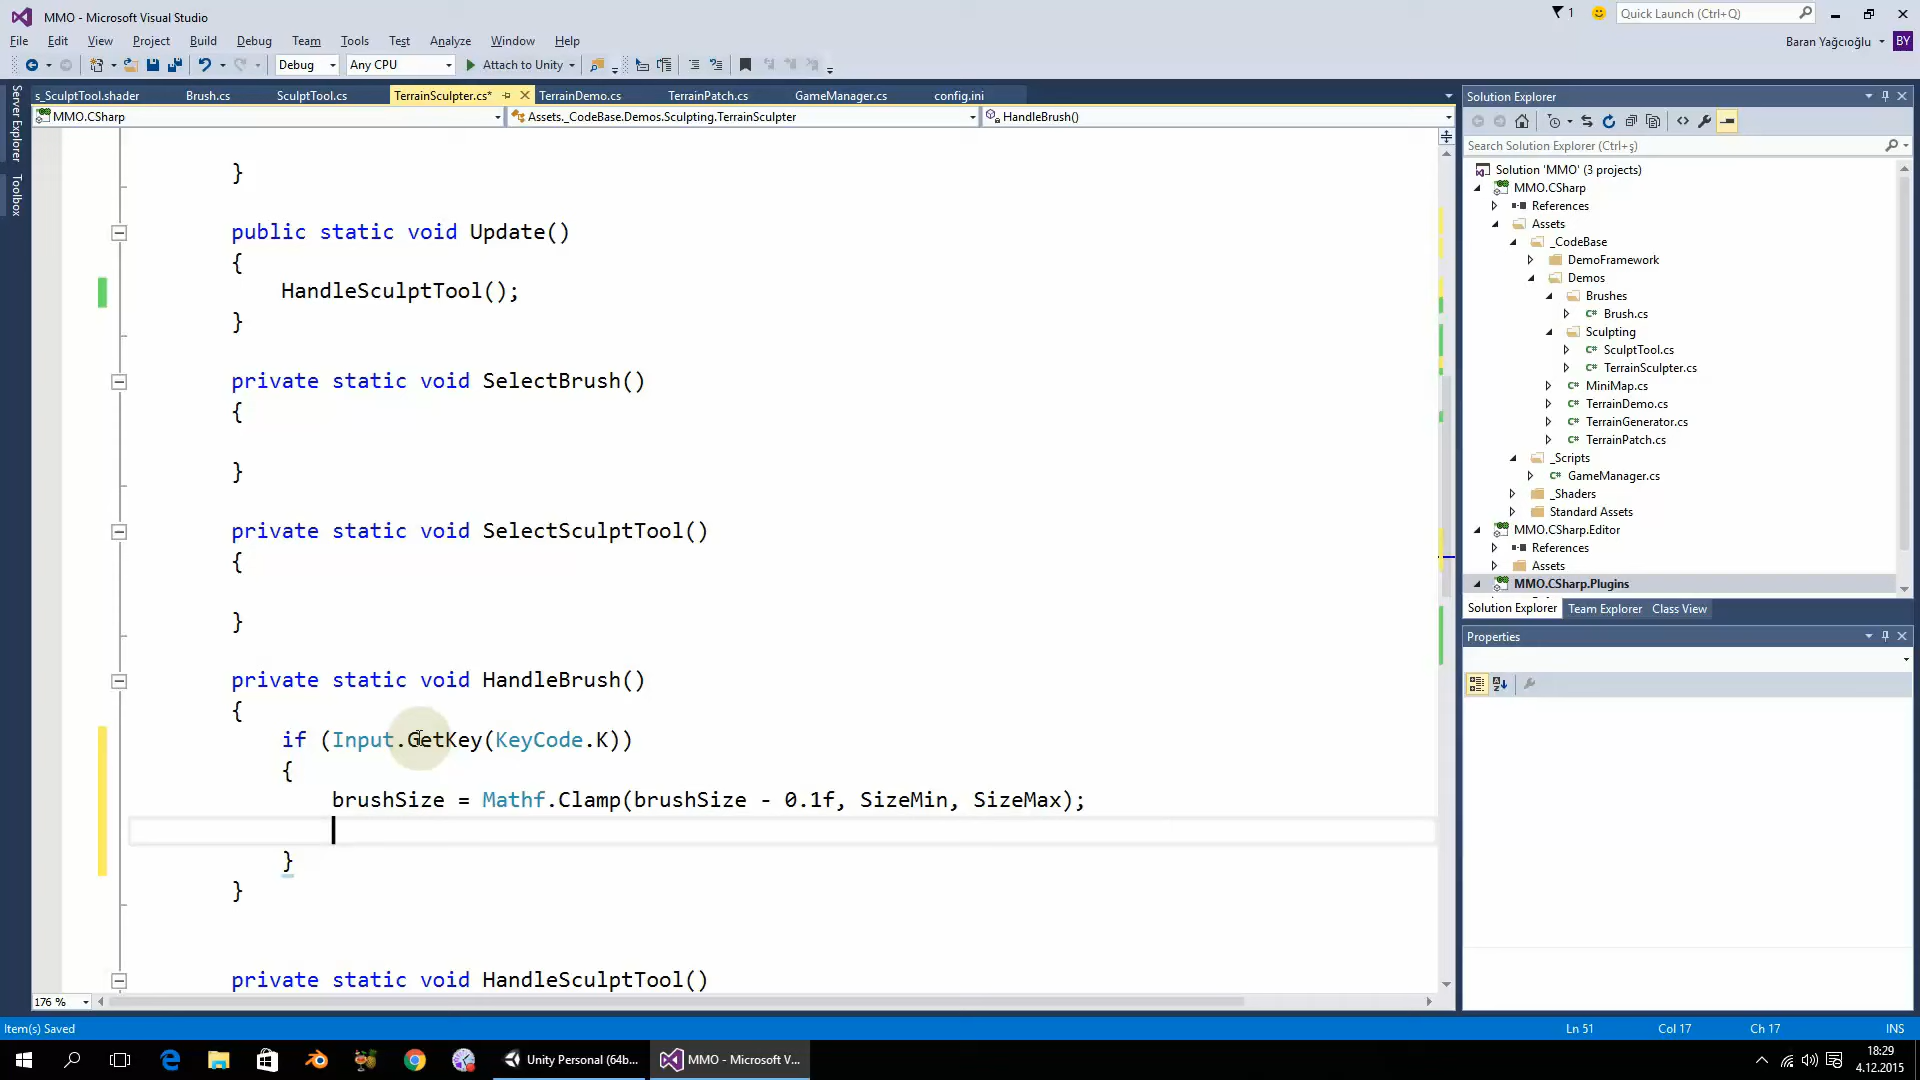 MMO - Microsoft Visual Studio
1
Quick Launch (Ctrl+Q)
File Edit View Project Build Debug Team Tools Test Analyze Window Help
Baran Yağcıoğlu BY
Debug Any CPU Attach to Unity
s_SculptTool.shader Brush.cs SculptTool.cs TerrainSculpter.cs* TerrainDemo.cs TerrainPatch.cs GameManager.cs config.ini
MMO.CSharp Assets._CodeBase.Demos.Sculpting.TerrainSculpter HandleBrush()
Server Explorer
Toolbox
}
public static void Update()
{
HandleSculptTool();
}
private static void SelectBrush()
{
}
private static void SelectSculptTool()
{
}
private static void HandleBrush()
{
if (Input.GetKey(KeyCode.K))
{
brushSize = Mathf.Clamp(brushSize - 0.1f, SizeMin, SizeMax);
}
}
private static void HandleSculptTool()
176 %
Solution Explorer
Search Solution Explorer (Ctrl+ş)
Solution 'MMO' (3 projects)
MMO.CSharp
References
Assets
_CodeBase
DemoFramework
Demos
Brushes
Brush.cs
Sculpting
SculptTool.cs
TerrainSculpter.cs
MiniMap.cs
TerrainDemo.cs
TerrainGenerator.cs
TerrainPatch.cs
_Scripts
GameManager.cs
_Shaders
Standard Assets
MMO.CSharp.Editor
References
Assets
MMO.CSharp.Plugins
Solution Explorer Team Explorer Class View
Properties
Item(s) Saved Ln 51 Col 17 Ch 17 INS
Unity Personal (64b... MMO - Microsoft V...
18:29
4.12.2015